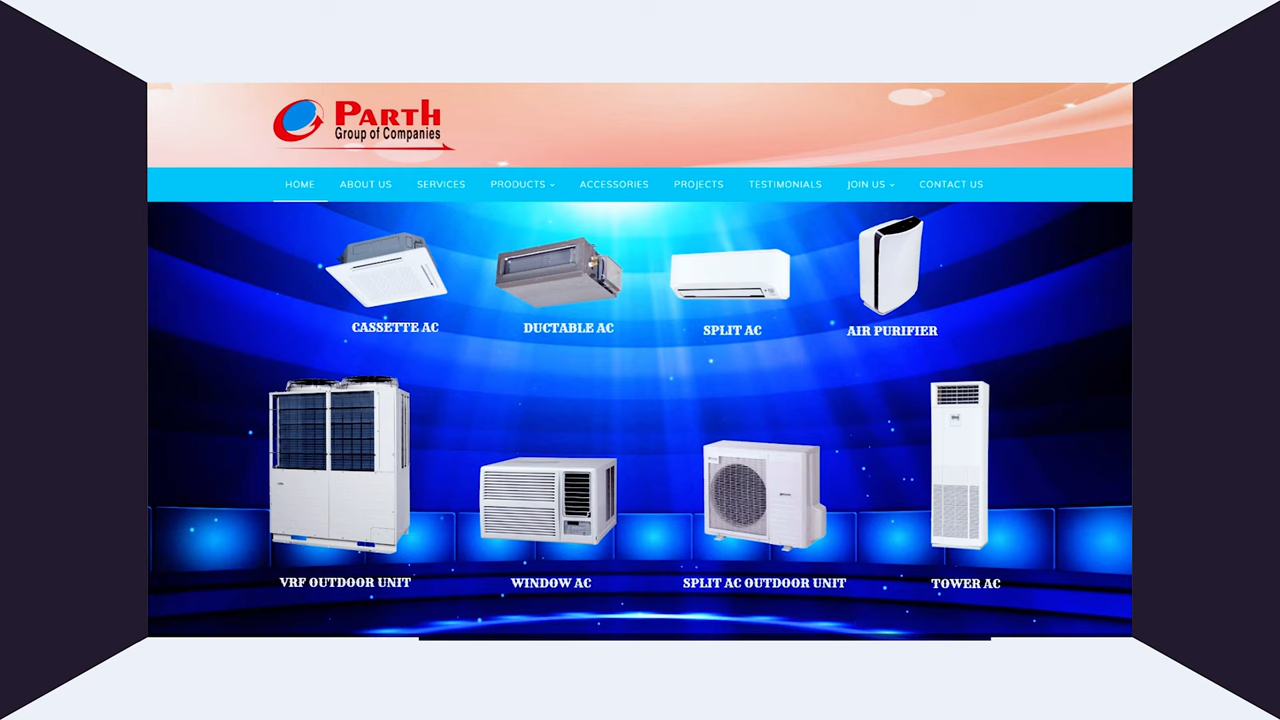 PARTH
Group of Companies
HOME ABOUT US SERVICES PRODUCTS ACCESSORIES PROJECTS TESTIMONIALS JOIN US CONTACT US
CASSETTE AC DUCTABLE AC SPLIT AC AIR PURIFIER
VRF OUTDOOR UNIT WINDOW AC SPLIT AC OUTDOOR UNIT TOWER AC